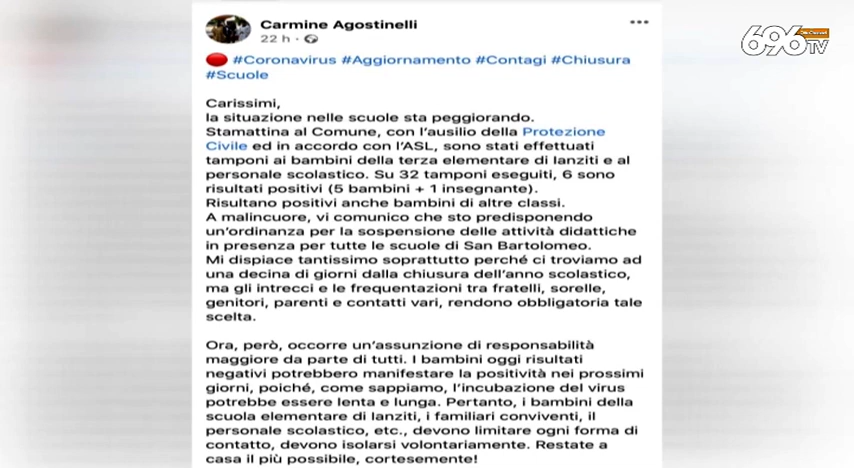 Carmine Agostinelli
22 h ·
696 TV
#Coronavirus #Aggiornamento #Contagi #Chiusura
#Scuole
Carissimi,
la situazione nelle scuole sta peggiorando.
Stamattina al Comune, con l'ausilio della Protezione
Civile ed in accordo con l'ASL, sono stati effettuati
tamponi ai bambini della terza elementare di Ianziti e al
personale scolastico. Su 32 tamponi eseguiti, 6 sono
risultati positivi (5 bambini + 1 insegnante).
Risultano positivi anche bambini di altre classi.
A malincuore, vi comunico che sto predisponendo
un'ordinanza per la sospensione delle attività didattiche
in presenza per tutte le scuole di San Bartolomeo.
Mi dispiace tantissimo soprattutto perché ci troviamo ad
una decina di giorni dalla chiusura dell'anno scolastico,
ma gli intrecci e le frequentazioni tra fratelli, sorelle,
genitori, parenti e contatti vari, rendono obbligatoria tale
scelta.
Ora, però, occorre un'assunzione di responsabilità
maggiore da parte di tutti. I bambini oggi risultati
negativi potrebbero manifestare la positività nei prossimi
giorni, poiché, come sappiamo, l'incubazione del virus
potrebbe essere lenta e lunga. Pertanto, i bambini della
scuola elementare di Ianziti, i familiari conviventi, il
personale scolastico, etc., devono limitare ogni forma di
contatto, devono isolarsi volontariamente. Restate a
casa il più possibile, cortesemente!